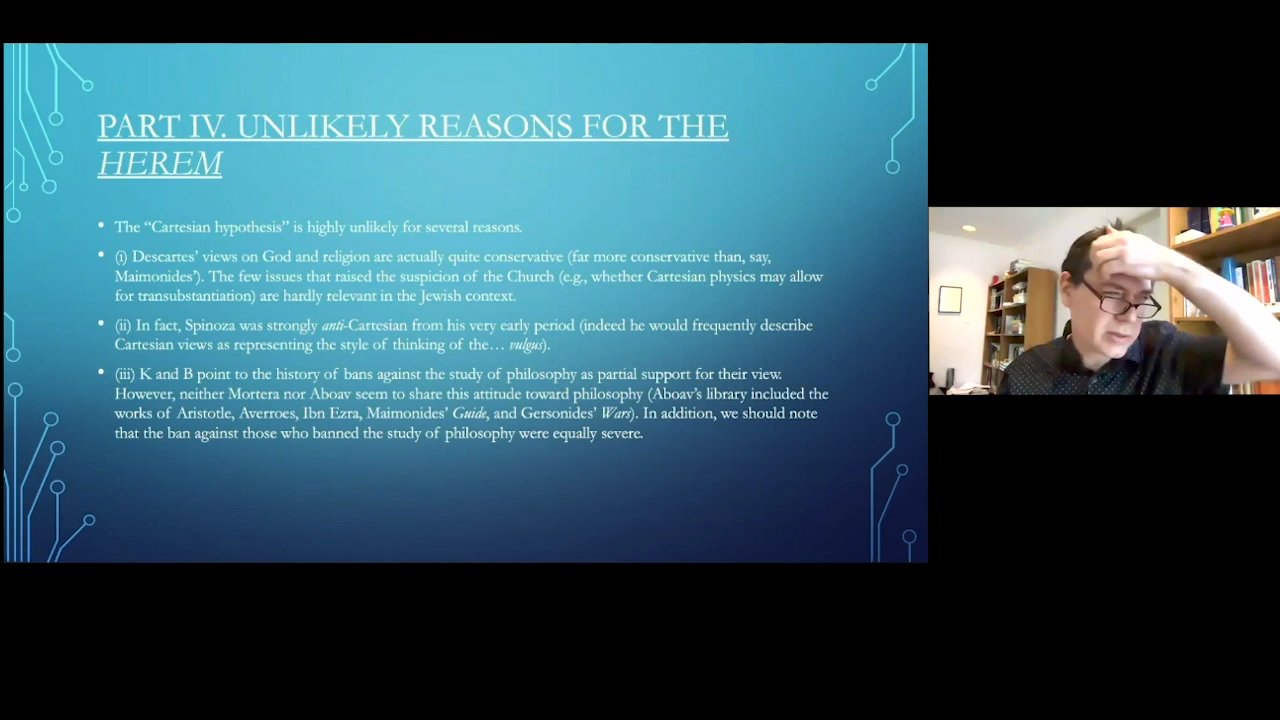 PART IV. UNLIKELY REASONS FOR THE
HEREM
• The “Cartesian hypothesis” is highly unlikely for several reasons.
• (i) Descartes’ views on God and religion are actually quite conservative (far more conservative than, say,
Maimonides’). The few issues that raised the suspicion of the Church (e.g., whether Cartesian physics may allow
for transubstantiation) are hardly relevant in the Jewish context.
• (ii) In fact, Spinoza was strongly anti-Cartesian from his very early period (indeed he would frequently describe
Cartesian views as representing the style of thinking of the… vulgus).
• (iii) K and B point to the history of bans against the study of philosophy as partial support for their view.
However, neither Mortera nor Aboav seem to share this attitude toward philosophy (Aboav’s library included the
works of Aristotle, Averroes, Ibn Ezra, Maimonides’ Guide, and Gersonides’ Wars). In addition, we should note
that the ban against those who banned the study of philosophy were equally severe.